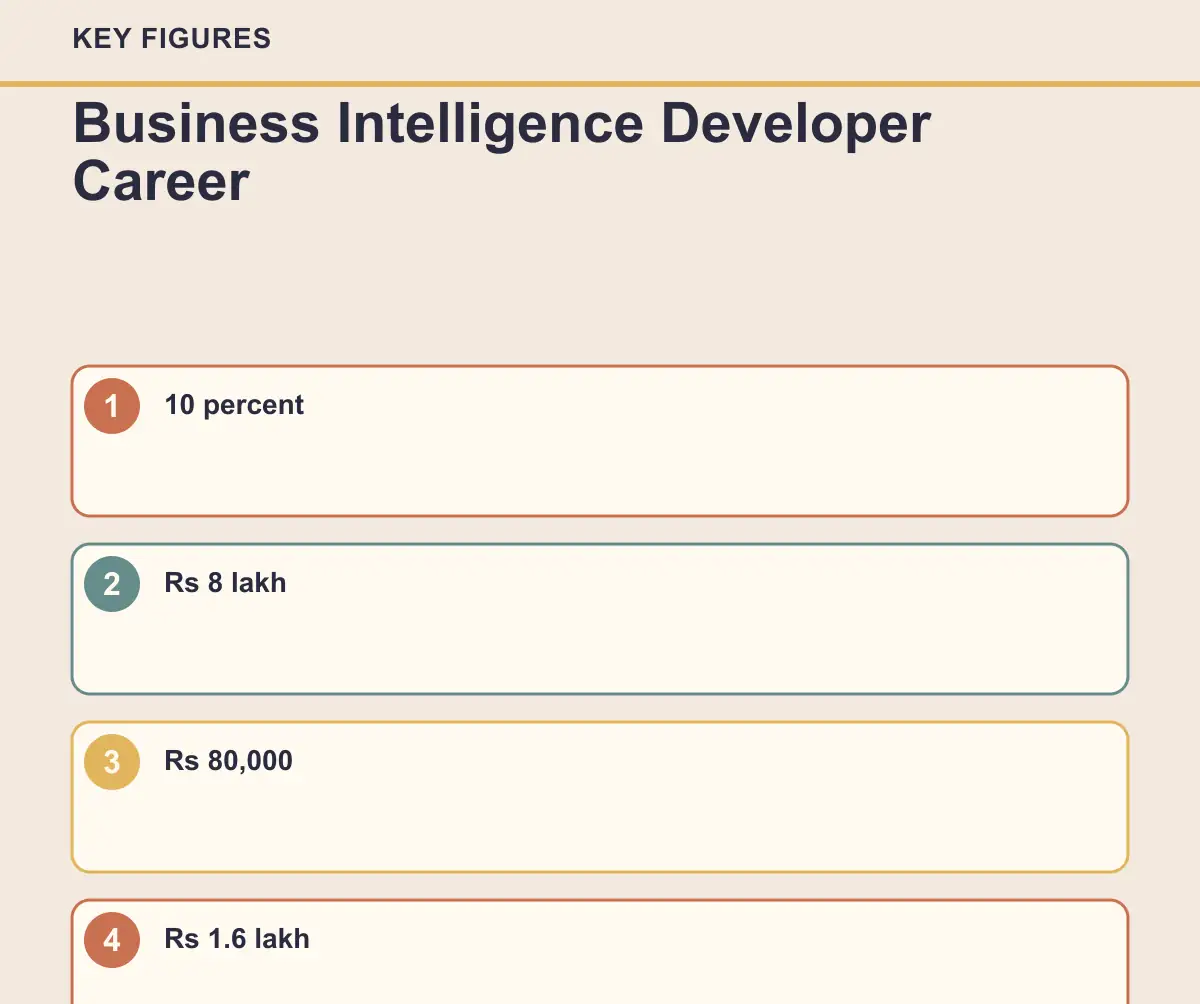 KEY FIGURES
Business Intelligence Developer
Career
1
10 percent
2
Rs 8 lakh
3
Rs 80,000
4
Rs 1.6 lakh